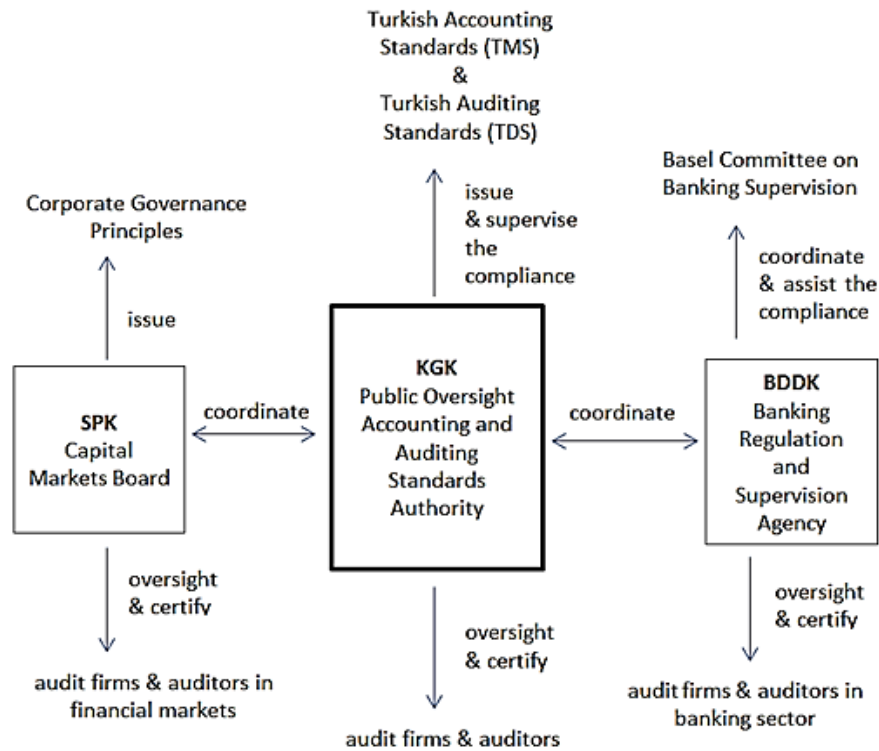 Turkish Accounting
Standards (TMS)
&
Turkish Auditing
Standards (TDS)
Basel Committee on
Banking Supervision
Corporate Governance
Principles
issue
& supervise
the
compliance
coordinate
& assist the
compliance
issue
SPK
Capital
Markets Board
coordinate
KGK
Public Oversight
Accounting and
Auditing
Standards
Authority
coordinate
BDDK
Banking
Regulation
and
Supervision
Agency
oversight
& certify
oversight
& certify
oversight
& certify
audit firms & auditors in
financial markets
audit firms & auditors
audit firms & auditors in
banking sector